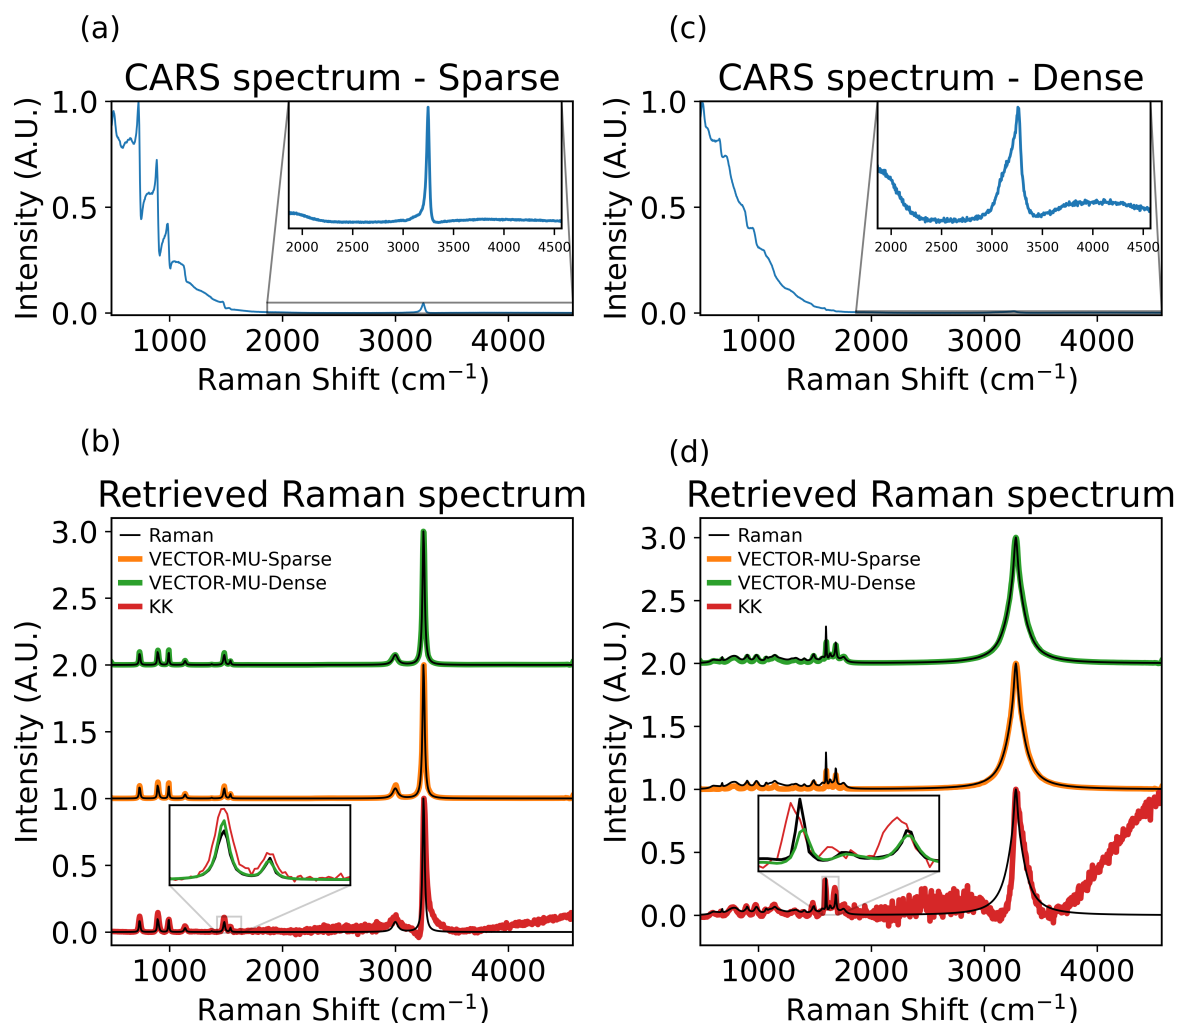 (a)
CARS spectrum - Sparse
Intensity (A.U.)
1.0
0.5
0.0
2000 2500 3000 3500 4000 4500
1000 2000 3000 4000
Raman Shift (cm⁻¹)
(c)
CARS spectrum - Dense
Intensity (A.U.)
1.0
0.5
0.0
2000 2500 3000 3500 4000 4500
1000 2000 3000 4000
Raman Shift (cm⁻¹)
(b)
Retrieved Raman spectrum
Intensity (A.U.)
3.0
2.5
2.0
1.5
1.0
0.5
0.0
Raman
VECTOR-MU-Sparse
VECTOR-MU-Dense
KK
1000 2000 3000 4000
Raman Shift (cm⁻¹)
(d)
Retrieved Raman spectrum
Intensity (A.U.)
3.0
2.5
2.0
1.5
1.0
0.5
0.0
Raman
VECTOR-MU-Sparse
VECTOR-MU-Dense
KK
1000 2000 3000 4000
Raman Shift (cm⁻¹)